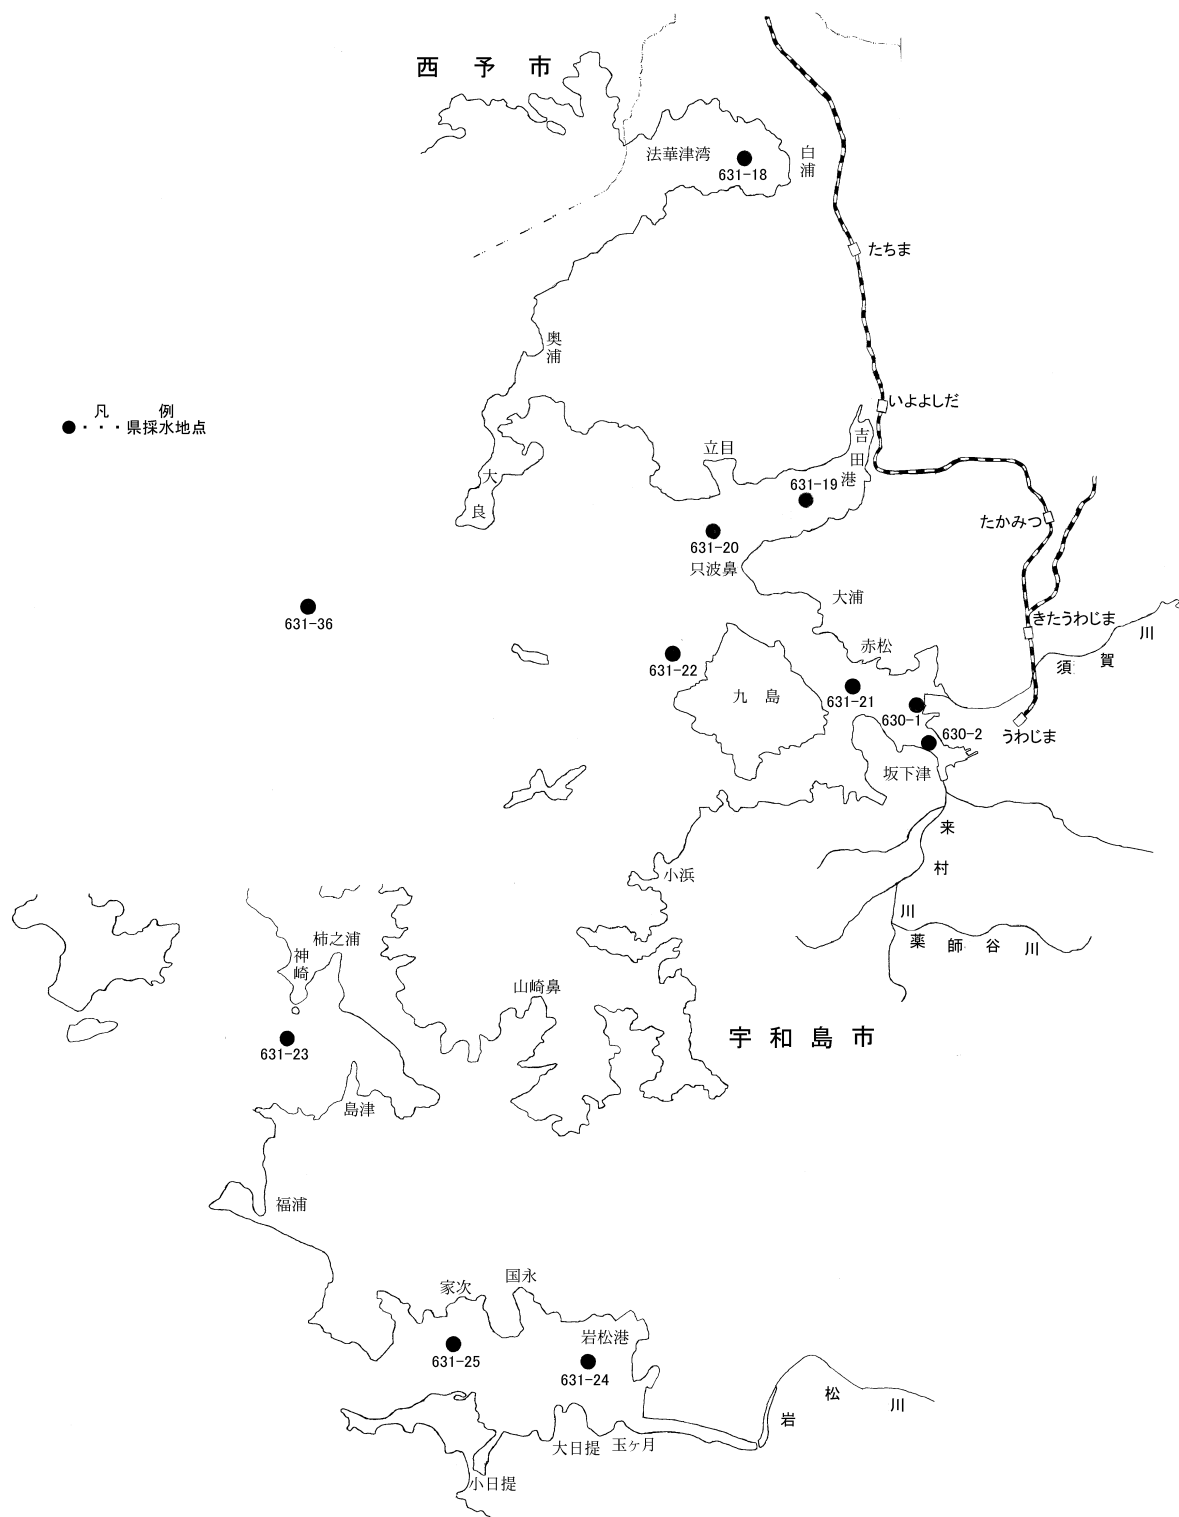 西予市
法華津湾
631-18
白浦
たちま
奥浦
いよよしだ
凡例
●・・・県採水地点
吉田港
立目
大良
631-19
たかみつ
631-20
只波鼻
大浦
631-36
きたうわじま
須賀川
赤松
631-22
九島
631-21
630-1
630-2
うわじま
坂下津
来村川
小浜
薬師谷川
柿之浦
神崎
山崎鼻
宇和島市
631-23
島津
福浦
国永
家次
岩松港
631-25
631-24
岩松川
大日提
玉ヶ月
小日提